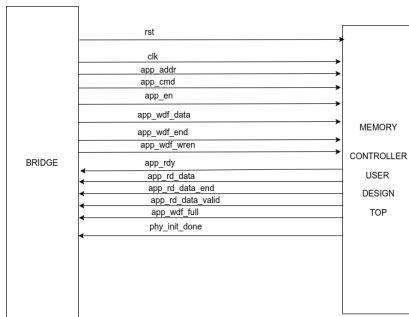 rst
clk
app_addr
app_cmd
app_en
app_wdf_data
app_wdf_end
app_wdf_wren
app_rdy
app_rd_data
app_rd_data_end
app_rd_data_valid
app_wdf_full
phy_init_done
BRIDGE
MEMORY
CONTROLLER
USER
DESIGN
TOP